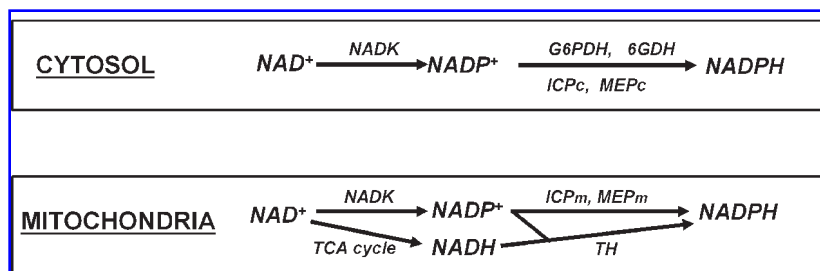 NADK
G6PDH, 6GDH
CYTOSOL
NAD+
NADP+
NADPH
ICPc, MEPc
NADK
ICPm, MEPm
NAD+
NADP+
NADPH
MITOCHONDRIA
TCA cycle
NADH
TH